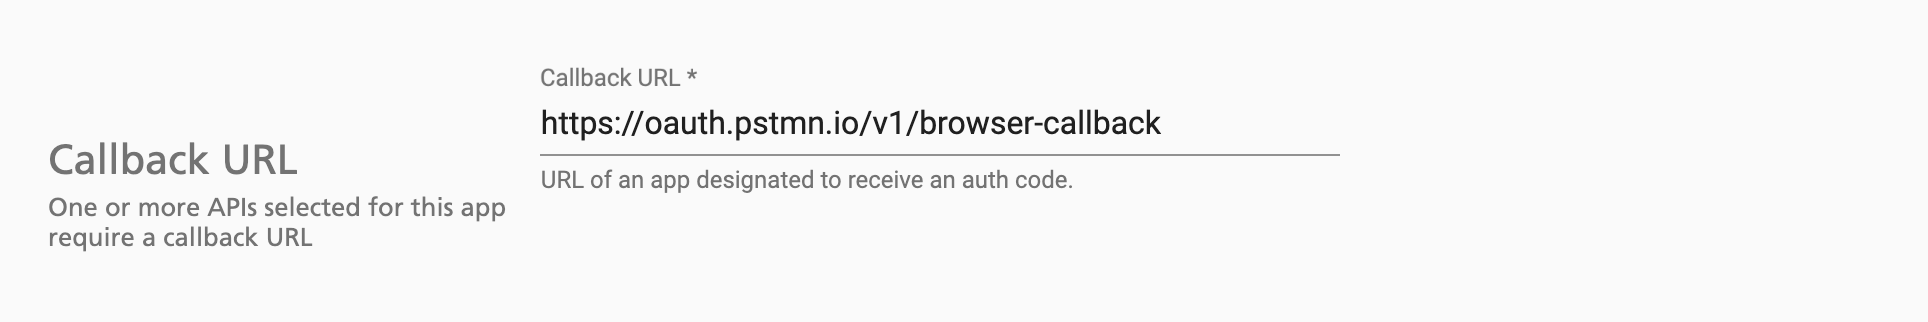 Callback URL
One or more APIs selected for this app
require a callback URL
Callback URL *
https://oauth.pstmn.io/v1/browser-callback
URL of an app designated to receive an auth code.